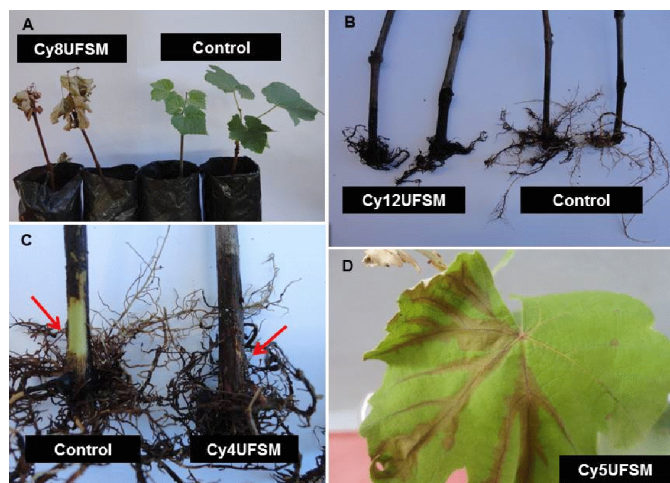 A
Cy8UFSM
Control
B
Cy12UFSM
Control
C
Control
Cy4UFSM
D
Cy5UFSM